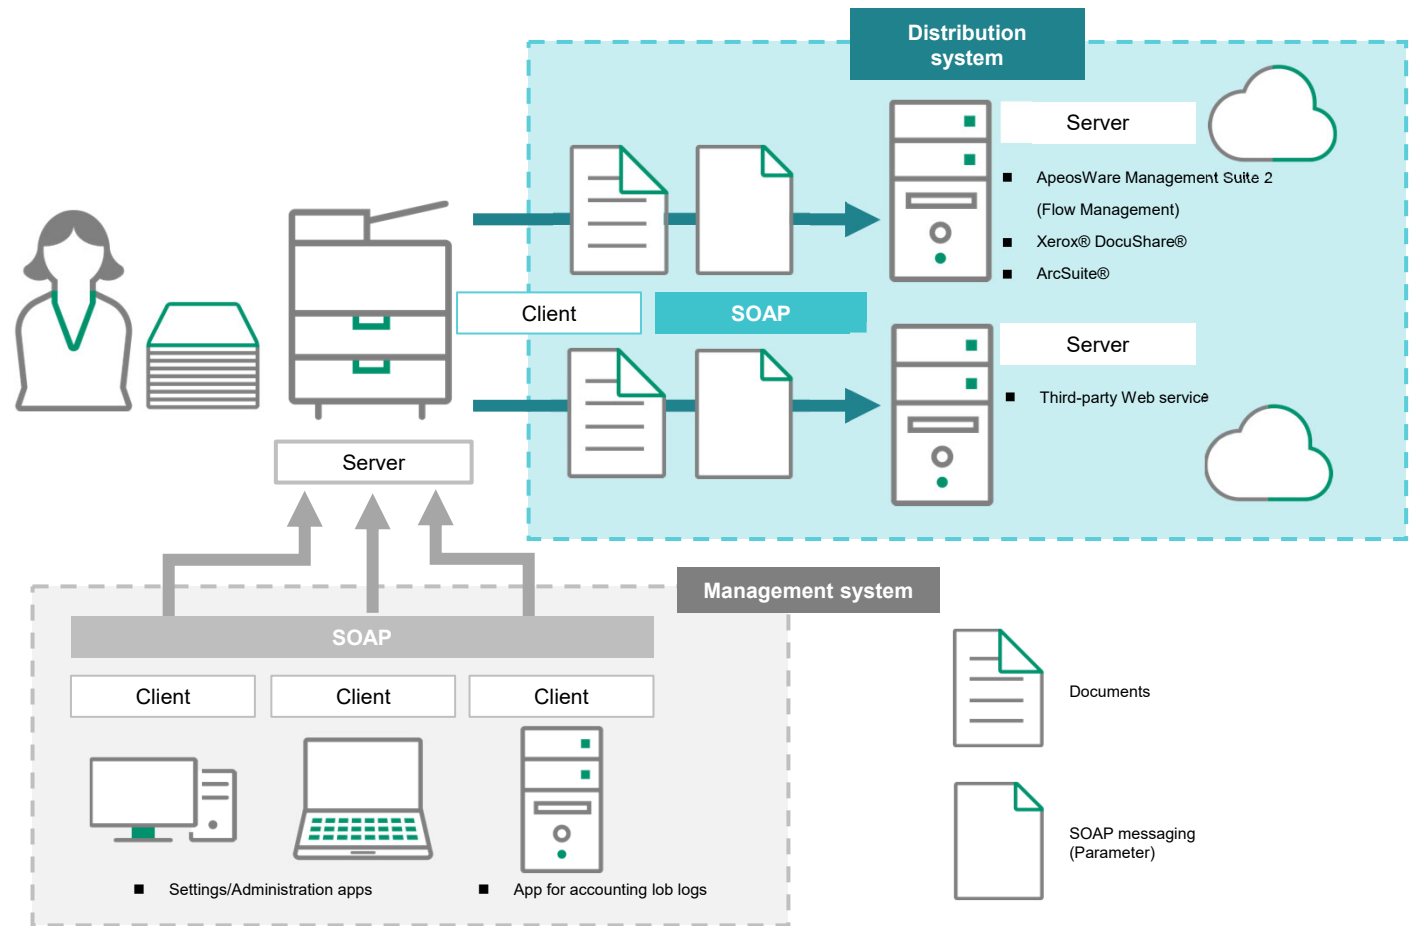 Distribution
system
Server
■ ApeosWare Management Suite 2
(Flow Management)
■ Xerox® DocuShare®
■ ArcSuite®
Client
SOAP
Server
■ Third-party Web service
Server
Management system
SOAP
Client
Client
Client
■ Settings/Administration apps
■ App for accounting lob logs
Documents
SOAP messaging
(Parameter)